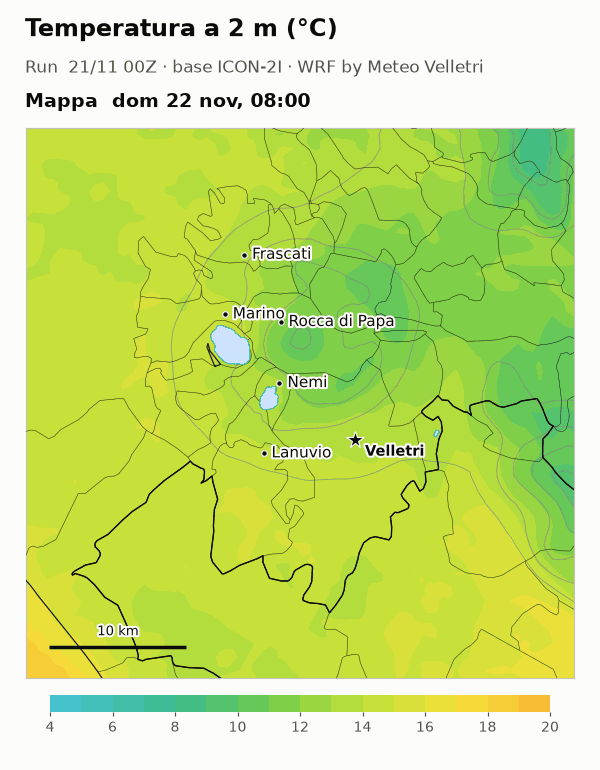 Temperatura a 2 m (°C)
Run  21/11 00Z · base ICON-2I · WRF by Meteo Velletri
Mappa  dom 22 nov, 08:00
Frascati
Marino
Rocca di Papa
Nemi
Velletri
Lanuvio
10 km
4 6 8 10 12 14 16 18 20